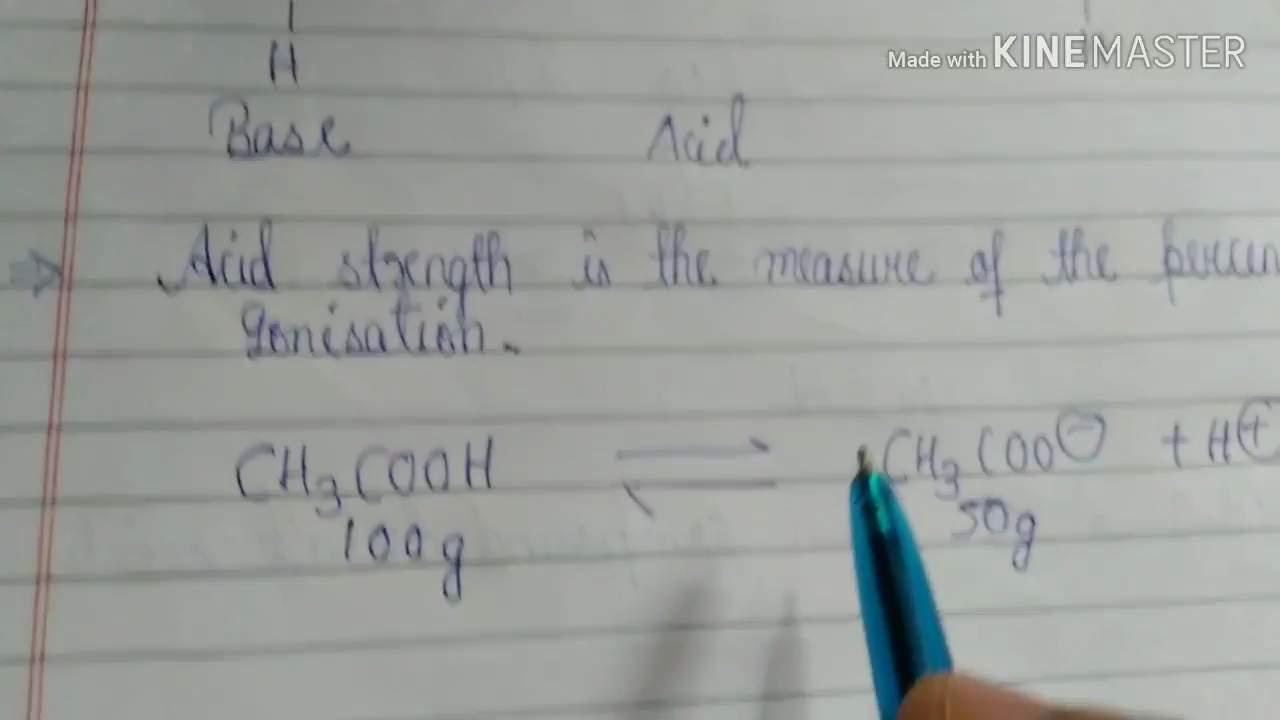 Made with KINEMASTER
H
Base Acid
⇒ Acid strength is the measure of the
Ionisation.
CH₃COOH ⇌ CH₃COO⊖ + H⊕
100g 50g